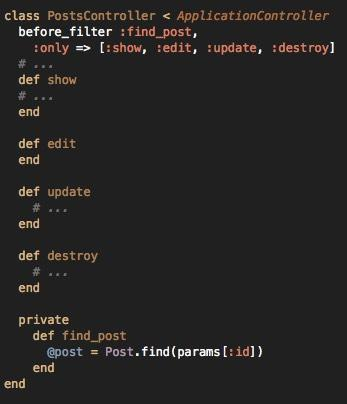 class PostsController < ApplicationController
  before_filter :find_post,
    :only => [:show, :edit, :update, :destroy]
  # ...
  def show
  # ...
  end

  def edit
  end

  def update
    # ...
  end

  def destroy
    # ...
  end

  private
    def find_post
      @post = Post.find(params[:id])
    end
end